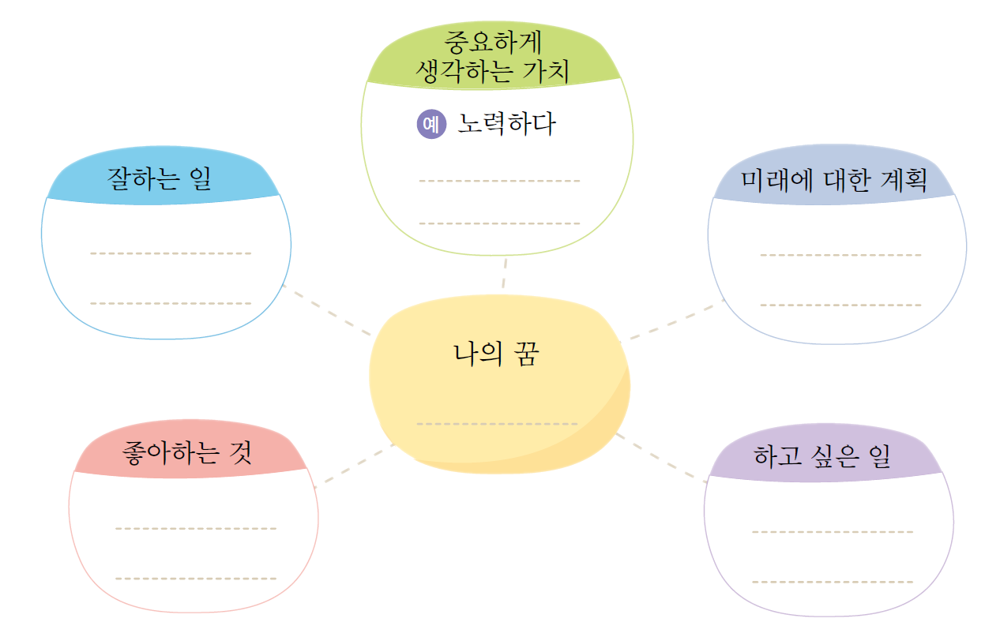 중요하게
생각하는 가치
예 노력하다
잘하는 일
미래에 대한 계획
나의 꿈
좋아하는 것
하고 싶은 일